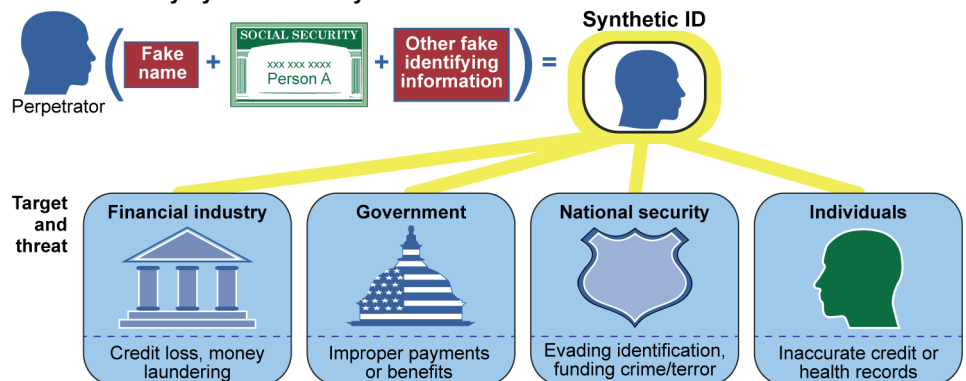 Synthetic ID
Perpetrator
Fake
name
+
SOCIAL SECURITY
xxx xxx xxxx
Person A
+
Other fake
identifying
information
=
Target
and
threat
Financial industry
Credit loss, money
laundering
Government
Improper payments
or benefits
National security
Evading identification,
funding crime/terror
Individuals
Inaccurate credit or
health records